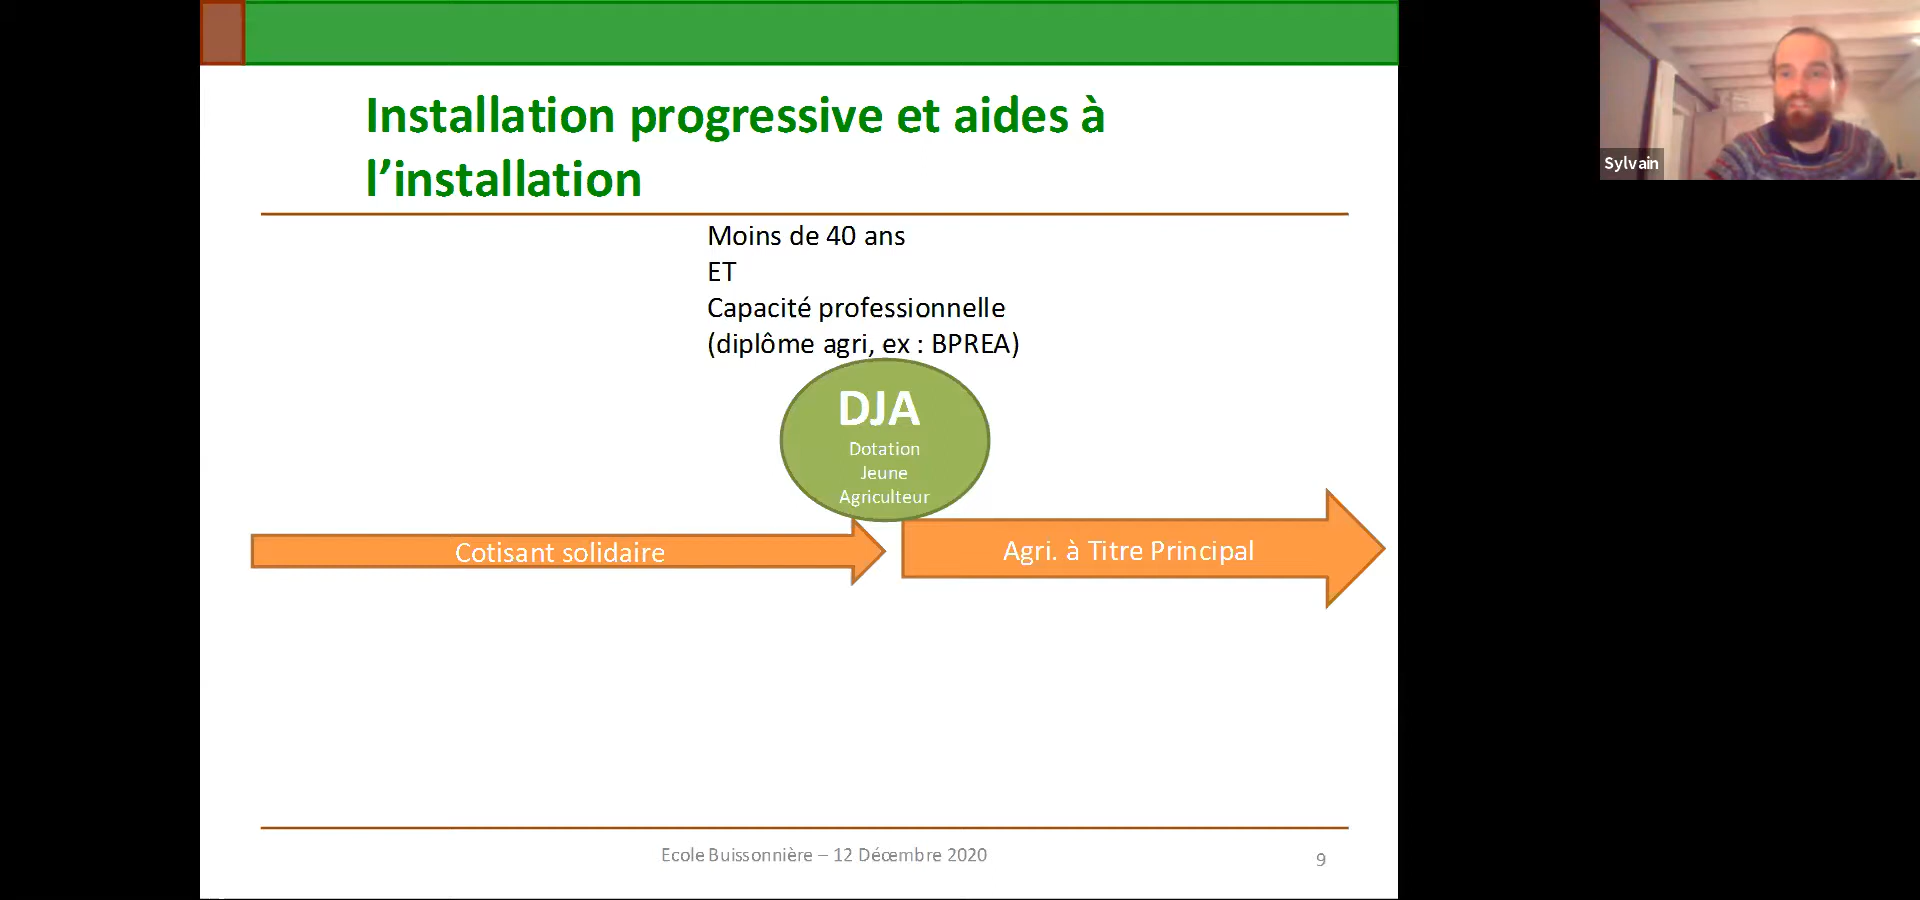 Installation progressive et aides à
l’installation
Moins de 40 ans
ET
Capacité professionnelle
(diplôme agri, ex : BPREA)
DJA
Dotation
Jeune
Agriculteur
Cotisant solidaire
Agri. à Titre Principal
Ecole Buissonnière – 12 Décembre 2020
9
Sylvain